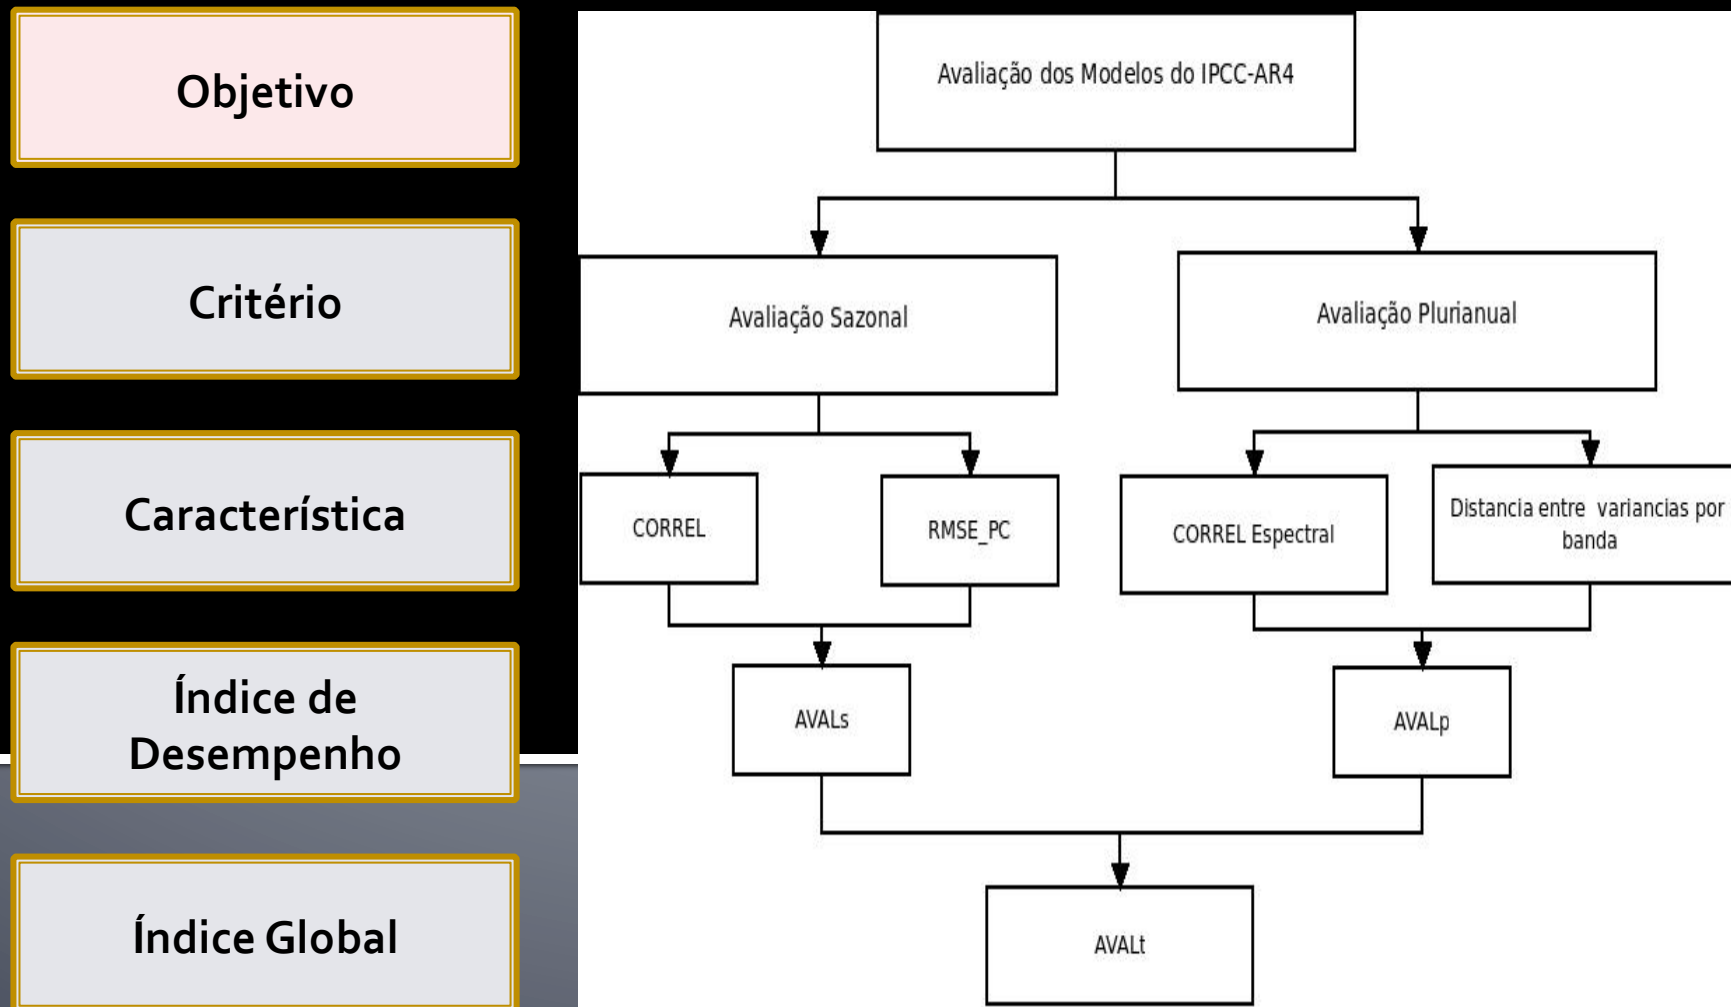 Objetivo
Avaliação dos Modelos do IPCC-AR4
Critério
Avaliação Sazonal
Avaliação Plurianual
Característica
CORREL
RMSE_PC
CORREL Espectral
Distancia entre variancias por
banda
Índice de
Desempenho
AVALs
AVALp
Índice Global
AVALt